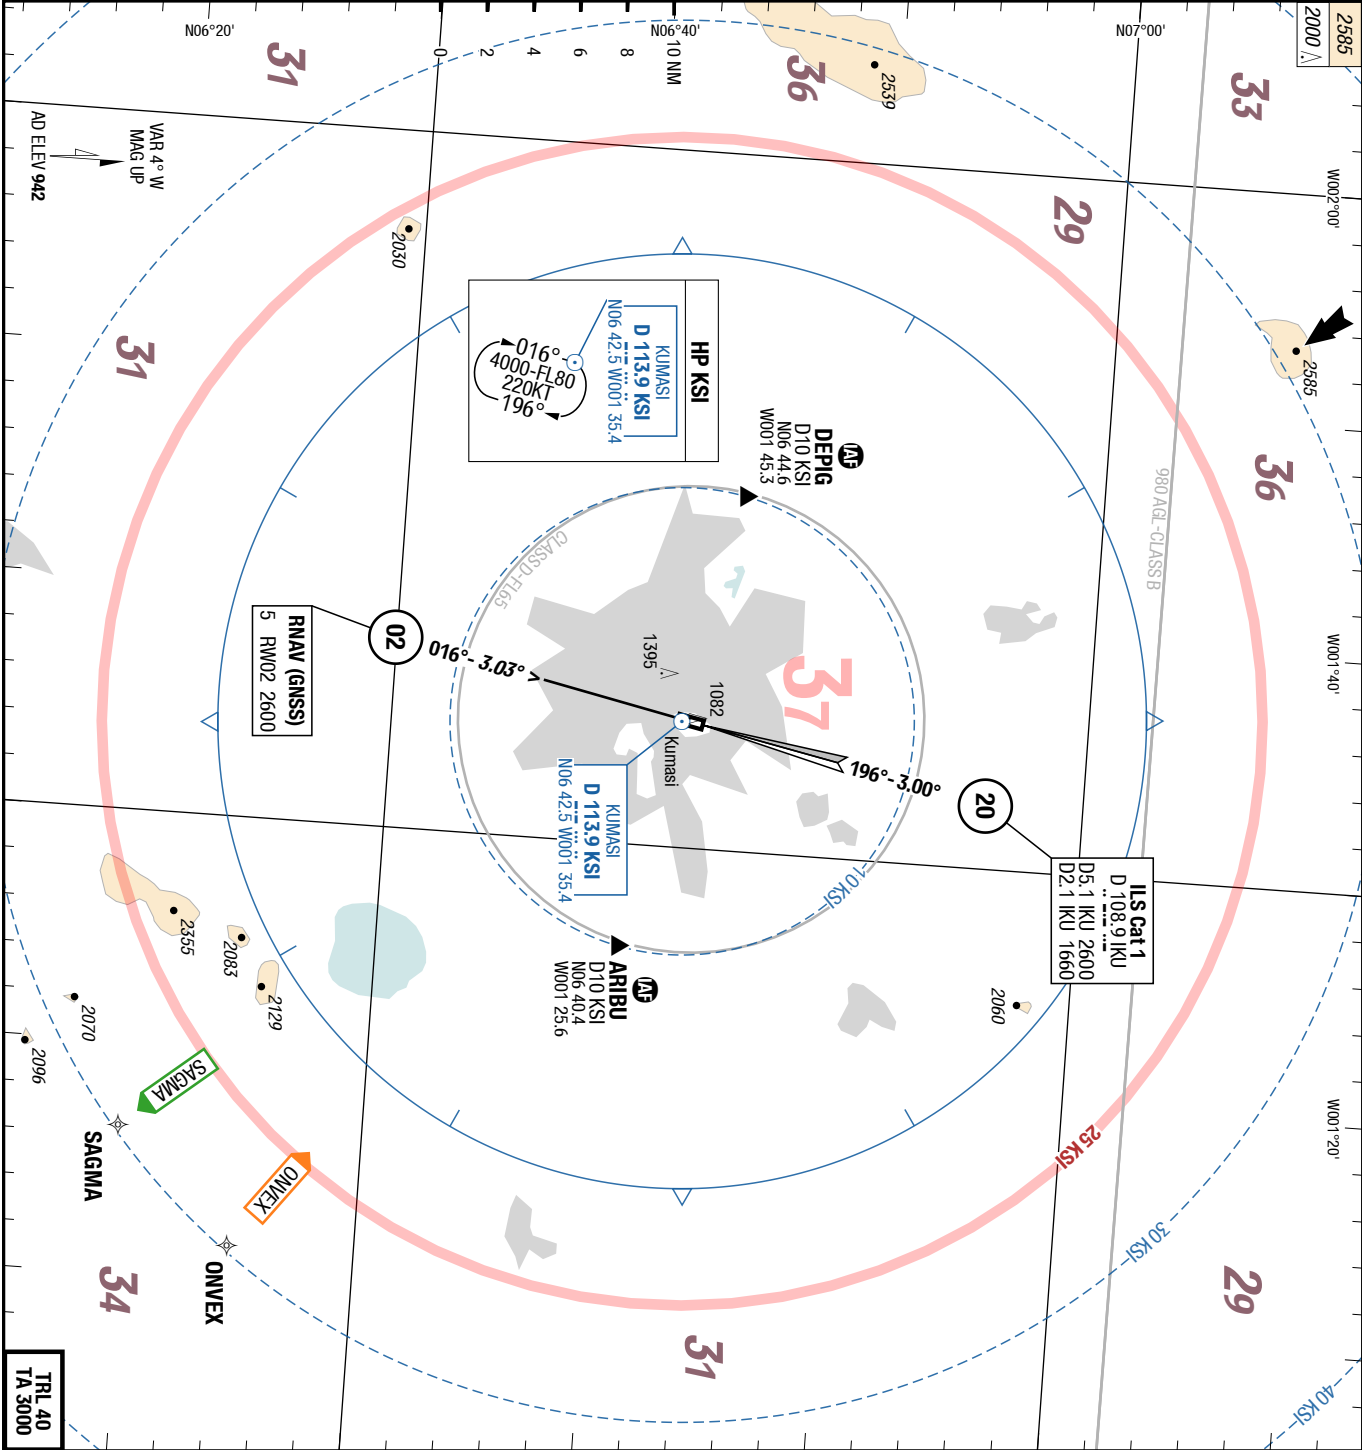 2585
2000
N06°20'
N06°40'
N07°00'
W002°00'
W001°40'
W001°20'
0
2
4
6
8
10 NM
31
36
33
29
36
31
37
29
31
34
2539
2585
2030
2060
2355
2083
2129
2070
2096
VAR 4° W
MAG UP
AD ELEV 942
HP KSI
KUMASI
D 113.9 KSI
N06 42.5 W001 35.4
016°
4000-FL80
220KT
196°
IAF
DEPIG
D10 KSI
N06 44.6
W001 45.3
980 AGL-CLASS B
CLASS D-FL65
02
016°- 3.03° >
RNAV (GNSS)
5 RW02 2600
1395
1082
Kumasi
KUMASI
D 113.9 KSI
N06 42.5 W001 35.4
196°-3.00°
20
ILS Cat 1
D 108.9 IKU
D5.1 IKU 2600
D2.1 IKU 1660
10 KSI
IAF
ARIBU
D10 KSI
N06 40.4
W001 25.6
25 KSI
30 KSI
40 KSI
SAGMA
SAGMA
ONVEX
ONVEX
TRL 40
TA 3000